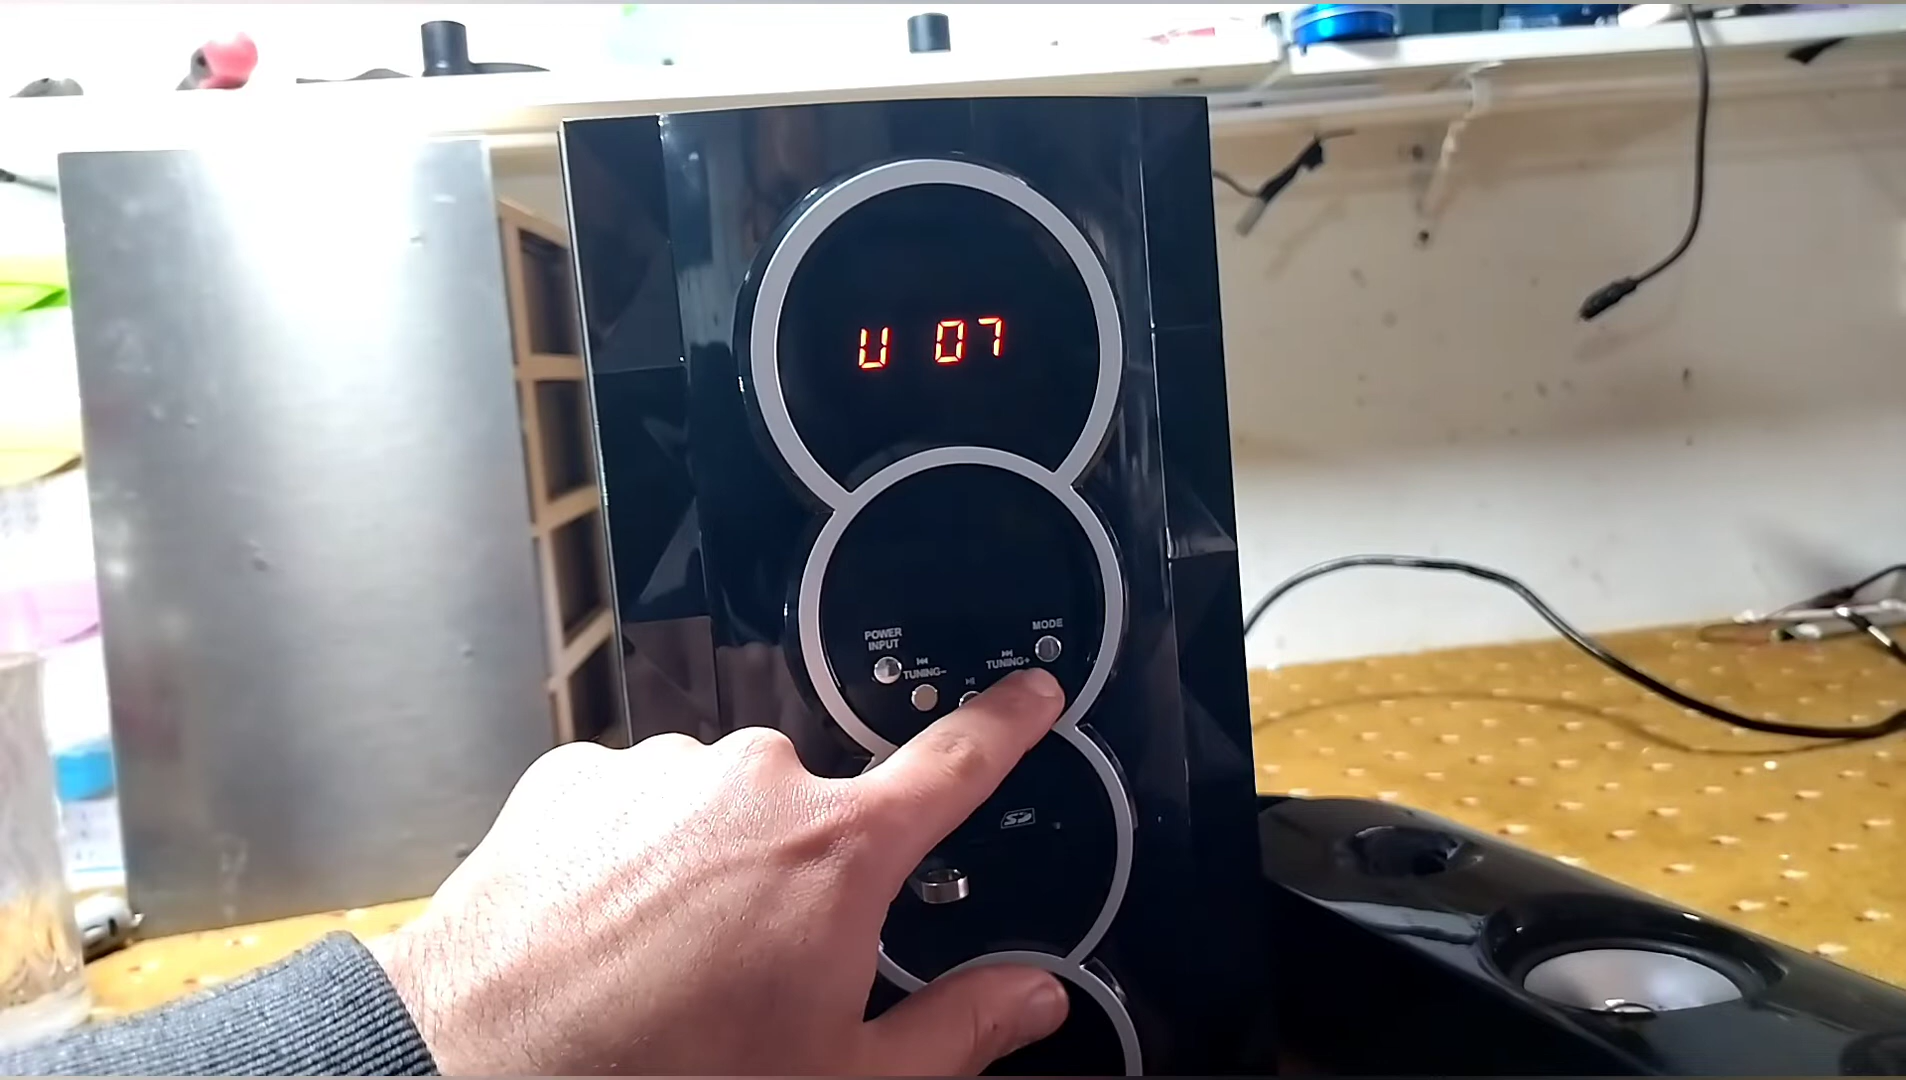 U 07
POWER
INPUT
MODE
TUNING-
TUNING+
SD